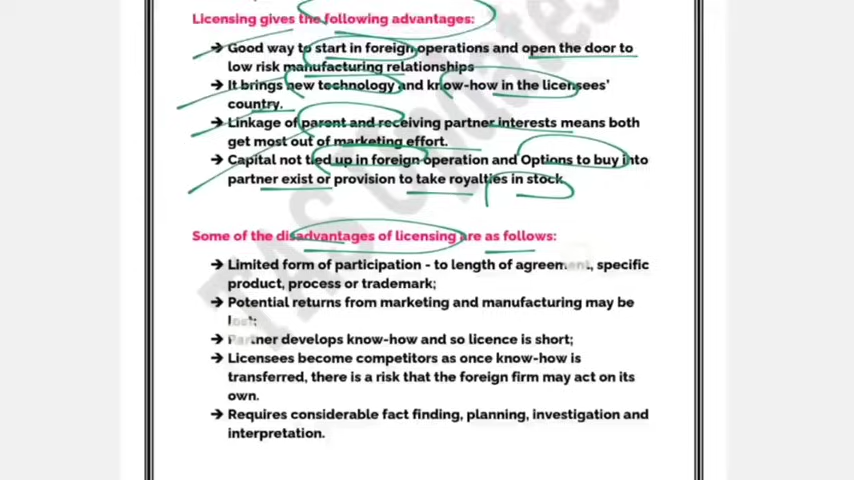 Licensing gives the following advantages:
→ Good way to start in foreign operations and open the door to
low risk manufacturing relationships
→ It brings new technology and know-how in the licensees'
country.
→ Linkage of parent and receiving partner interests means both
get most out of marketing effort.
→ Capital not tied up in foreign operation and Options to buy into
partner exist or provision to take royalties in stock
Some of the disadvantages of licensing are as follows:
→ Limited form of participation - to length of agreement, specific
product, process or trademark;
→ Potential returns from marketing and manufacturing may be
lost;
→ Partner develops know-how and so licence is short;
→ Licensees become competitors as once know-how is
transferred, there is a risk that the foreign firm may act on its
own.
→ Requires considerable fact finding, planning, investigation and
interpretation.
TAS Updates